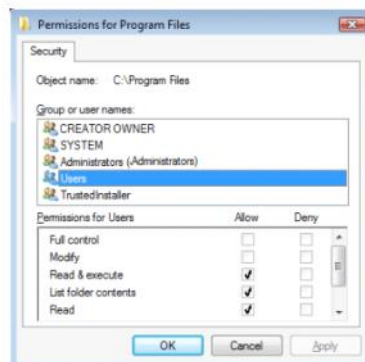 Permissions for Program Files
Security
Object name: C:\Program Files
Group or user names:
CREATOR OWNER
SYSTEM
Administrators (\Administrators)
Users
TrustedInstaller
Permissions for Users Allow Deny
Full control
Modify
Read & execute
List folder contents
Read
OK Cancel Apply